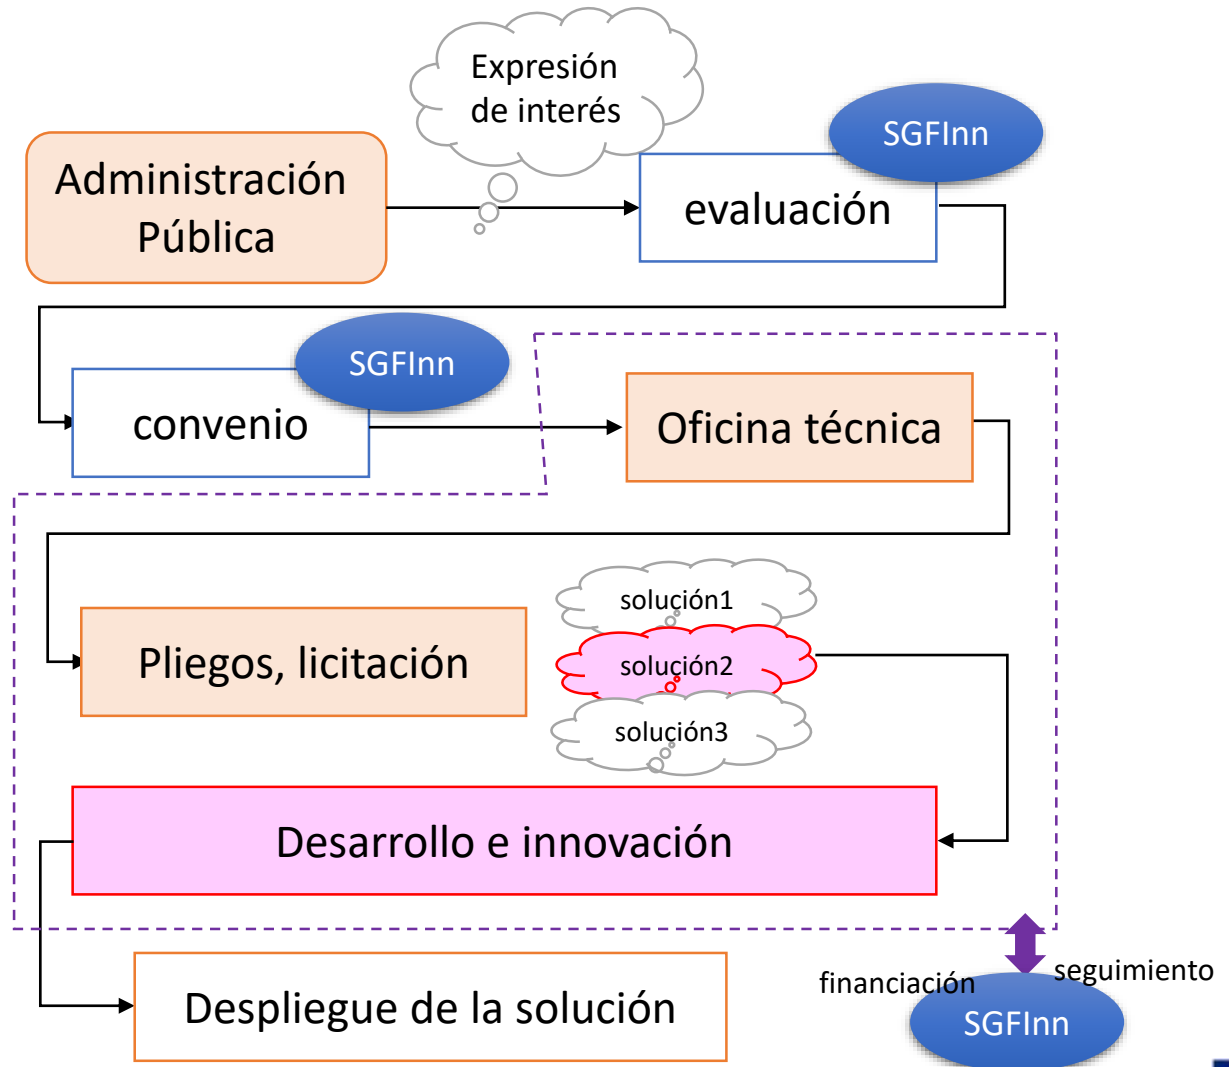 Expresión
de interés
SGFInn
Administración
Pública
evaluación
SGFInn
convenio
Oficina técnica
solución1
Pliegos, licitación
solución2
solución3
Desarrollo e innovación
financiación
seguimiento
Despliegue de la solución
SGFInn